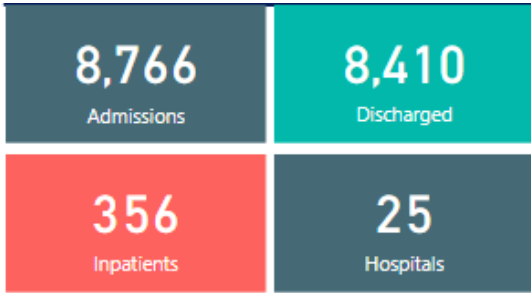 8,766
Admissions
8,410
Discharged
356
Inpatients
25
Hospitals